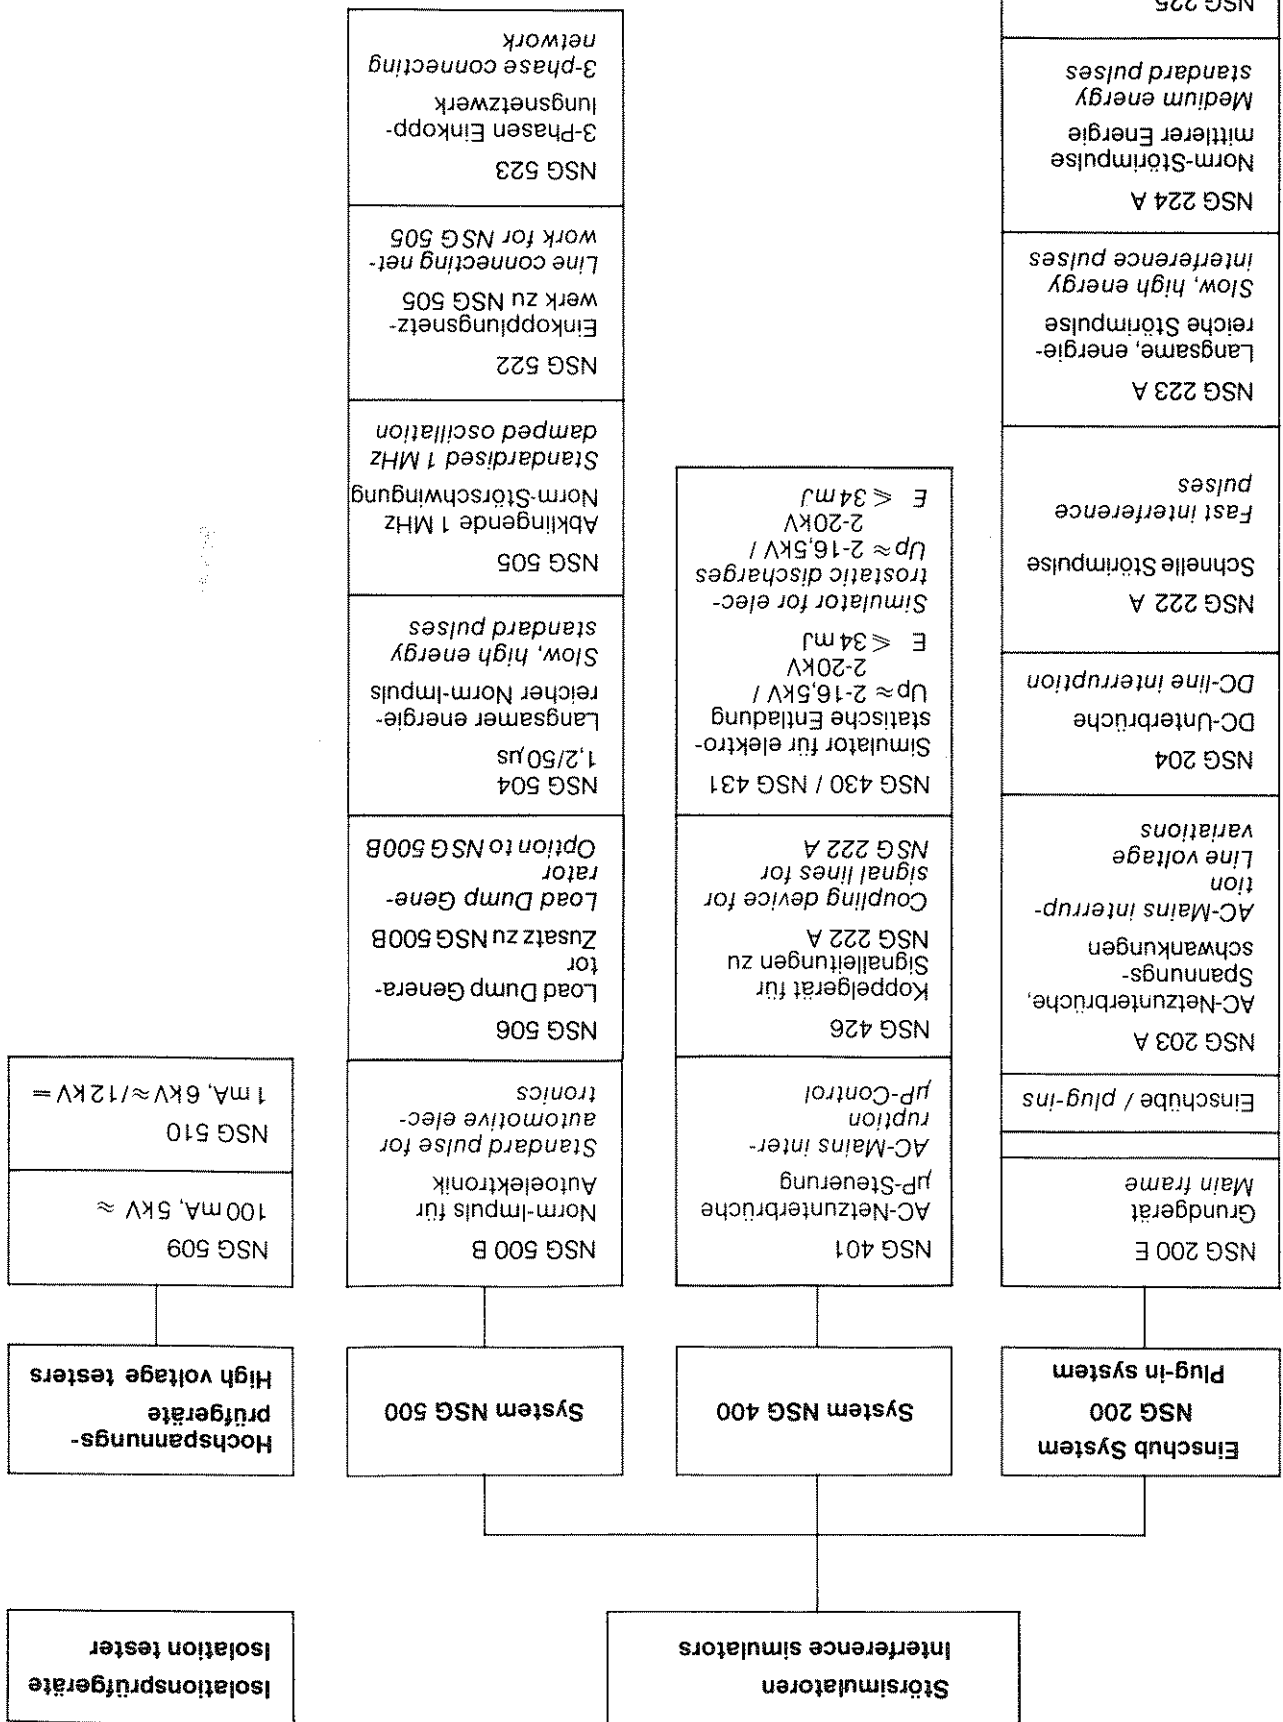 Störsimulatoren
Interference simulators
Isolationsprüfgeräte
Isolation tester
Einschub System
NSG 200
Plug-in system
System NSG 400
System NSG 500
Hochspannungs-
prüfgeräte
High voltage testers
NSG 200 E
Grundgerät
Main frame
Einschübe / plug-ins
NSG 203 A
AC-Netzunterbrüche,
Spannungs-
schwankungen
AC-Mains interrup-
tion
Line voltage
variations
NSG 204
DC-Unterbrüche
DC-line interruption
NSG 222 A
Schnelle Störimpulse
Fast interference
pulses
NSG 223 A
Langsame, energie-
reiche Störimpulse
Slow, high energy
interference pulses
NSG 224 A
Norm-Störimpulse
mittlerer Energie
Medium energy
standard pulses
NSG 225
NSG 401
AC-Netzunterbrüche
µP-Steuerung
AC-Mains inter-
ruption
µP-Control
NSG 426
Koppelgerät für
Signalleitungen zu
NSG 222 A
Coupling device for
signal lines for
NSG 222 A
NSG 430 / NSG 431
Simulator für elektro-
statische Entladung
Up ≈ 2-16,5kV /
2-20kV
E ⩽ 34 mJ
Simulator for elec-
trostatic discharges
Up ≈ 2-16,5kV /
2-20kV
E ⩽ 34 mJ
NSG 500 B
Norm-Impuls für
Autoelektronik
Standard pulse for
automotive elec-
tronics
NSG 506
Load Dump Genera-
tor
Zusatz zu NSG 500B
Load Dump Gene-
rator
Option to NSG 500B
NSG 504
1,2/50µs
Langsamer energie-
reicher Norm-Impuls
Slow, high energy
standard pulses
NSG 505
Abklingende 1 MHz
Norm-Störschwingung
Standardised 1 MHz
damped oscillation
NSG 522
Einkopplungsnetz-
werk zu NSG 505
Line connecting net-
work for NSG 505
NSG 523
3-Phasen Einkopp-
lungsnetzwerk
3-phase connecting
network
NSG 509
100 mA, 5kV ≈
NSG 510
1 mA, 6kV≈/12kV =